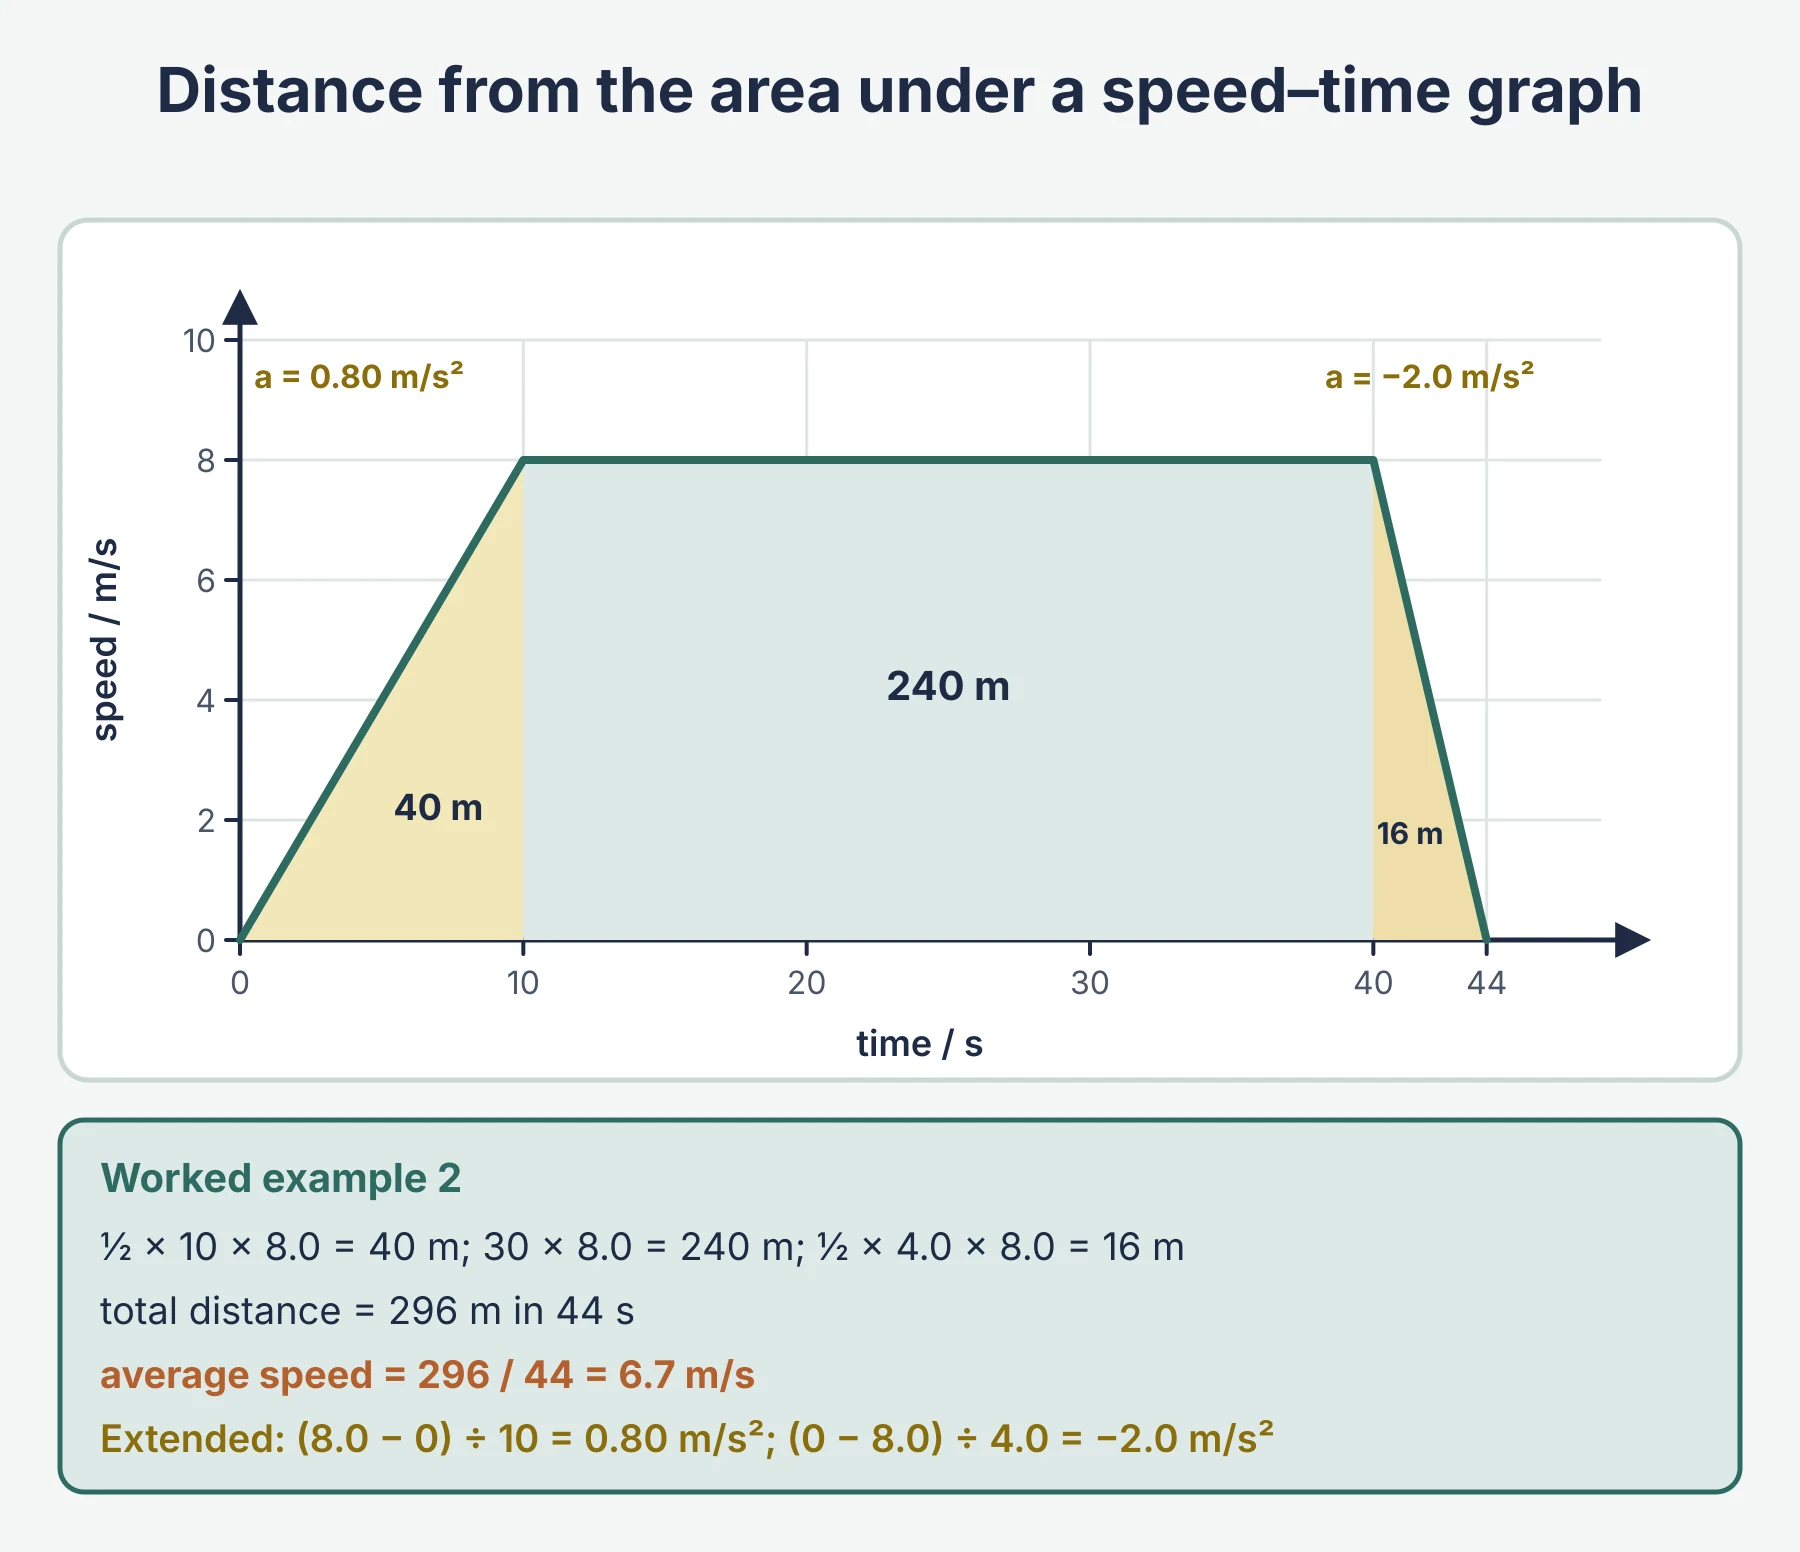 Distance from the area under a speed–time graph
10
a = 0.80 m/s²
a = −2.0 m/s²
8
6
4
2
0
speed / m/s
240 m
40 m
16 m
0
10
20
30
40
44
time / s
Worked example 2
½ × 10 × 8.0 = 40 m; 30 × 8.0 = 240 m; ½ × 4.0 × 8.0 = 16 m
total distance = 296 m in 44 s
average speed = 296 / 44 = 6.7 m/s
Extended: (8.0 − 0) ÷ 10 = 0.80 m/s²; (0 − 8.0) ÷ 4.0 = −2.0 m/s²